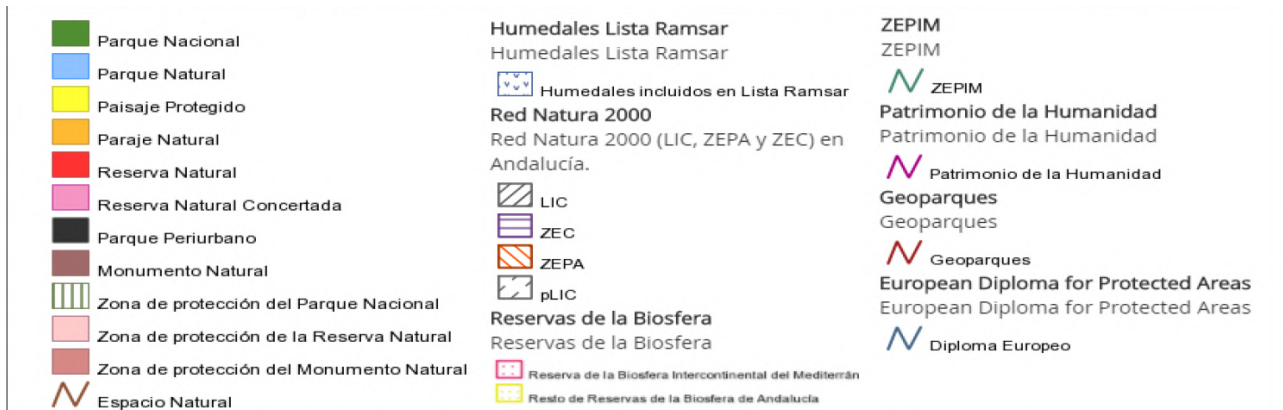 Parque Nacional
Parque Natural
Paisaje Protegido
Paraje Natural
Reserva Natural
Reserva Natural Concertada
Parque Periurbano
Monumento Natural
Zona de protección del Parque Nacional
Zona de protección de la Reserva Natural
Zona de protección del Monumento Natural
Espacio Natural
Humedales Lista Ramsar
Humedales Lista Ramsar
Humedales incluidos en Lista Ramsar
Red Natura 2000
Red Natura 2000 (LIC, ZEPA y ZEC) en
Andalucía.
LIC
ZEC
ZEPA
pLIC
Reservas de la Biosfera
Reservas de la Biosfera
Reserva de la Biosfera Intercontinental del Mediterrán
Resto de Reservas de la Biosfera de Andalucía
ZEPIM
ZEPIM
ZEPIM
Patrimonio de la Humanidad
Patrimonio de la Humanidad
Patrimonio de la Humanidad
Geoparques
Geoparques
Geoparques
European Diploma for Protected Areas
European Diploma for Protected Areas
Diploma Europeo